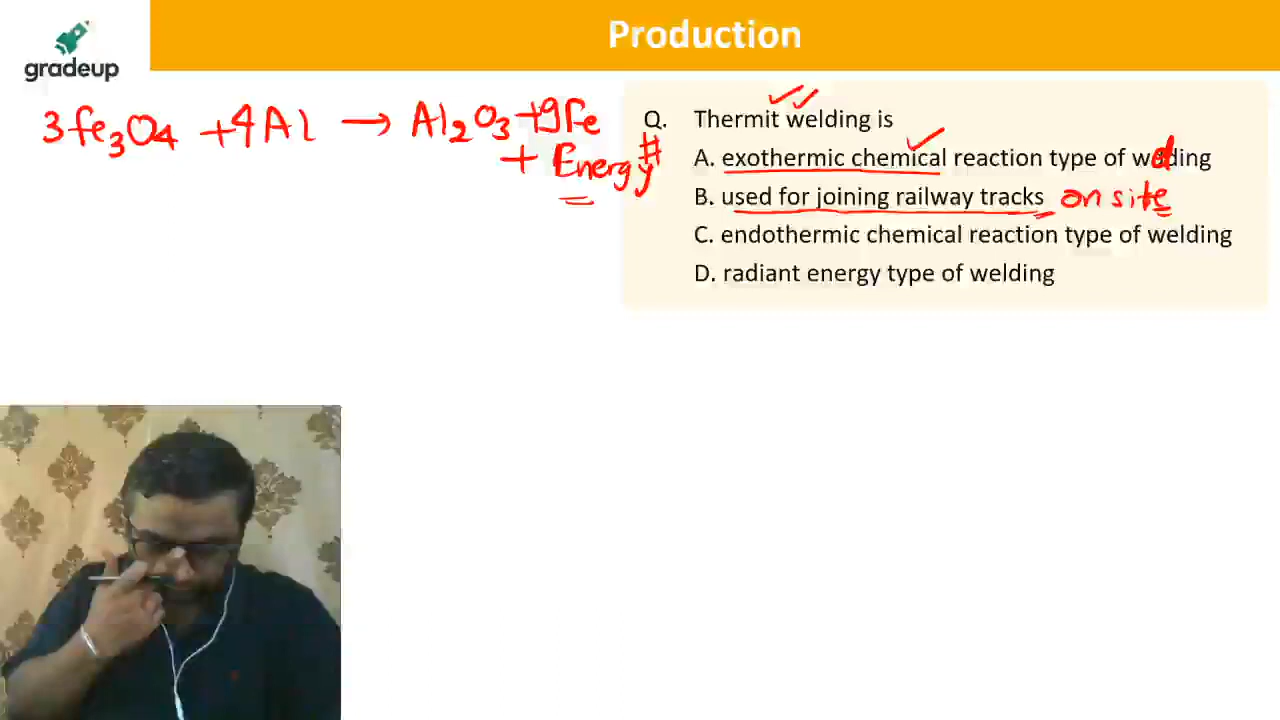 Production
gradeup
3Fe3O4 + 4Al → Al2O3 + 9Fe
+ Energy #
Q. Thermit welding is
A. exothermic chemical reaction type of wedding
B. used for joining railway tracks on site
C. endothermic chemical reaction type of welding
D. radiant energy type of welding